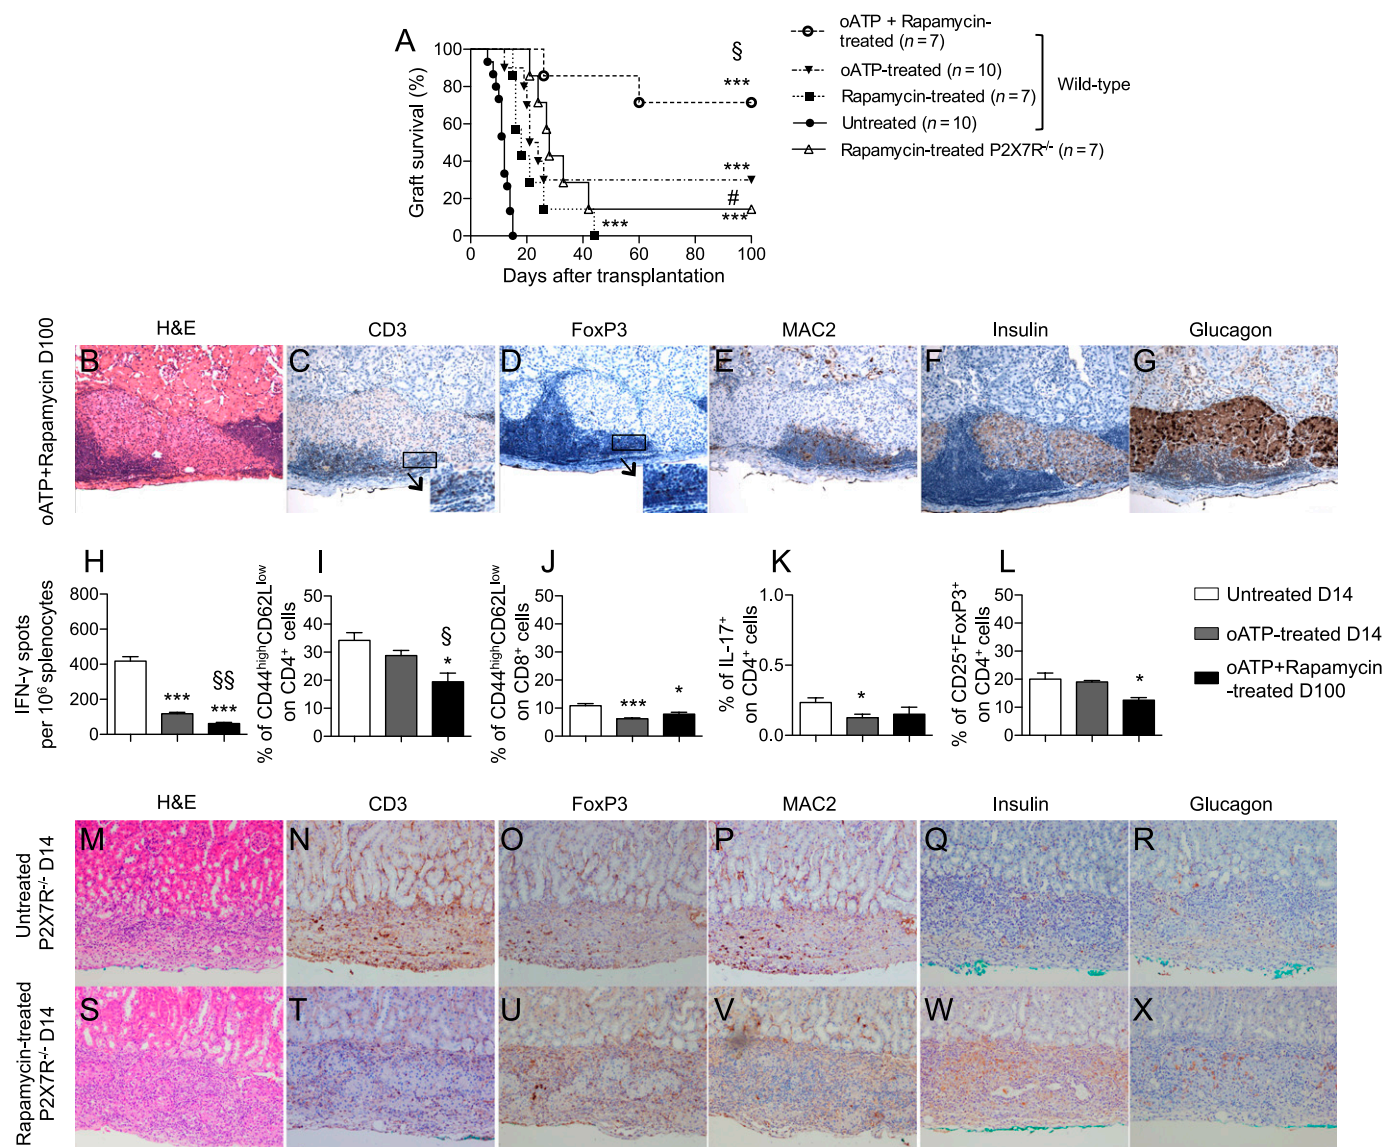 A
Graft survival (%)
100
80
60
40
20
0
0 20 40 60 80 100
Days after transplantation
§
***
***
#
***
***
oATP + Rapamycin-
treated (n=7)
oATP-treated (n=10)
Rapamycin-treated (n=7)
Untreated (n=10)
Rapamycin-treated P2X7R-/- (n=7)
Wild-type
oATP+Rapamycin D100
H&E CD3 FoxP3 MAC2 Insulin Glucagon
B C D E F G
H
IFN-γ spots
per 10⁶ splenocytes
800
600
400
200
0
***
§§
***
I
% of CD44highCD62Llow
on CD4+ cells
50
40
30
20
10
0
§
*
J
% of CD44highCD62Llow
on CD8+ cells
50
40
30
20
10
0
***
*
K
% of IL-17+
on CD4+ cells
1.0
0.5
0.0
*
L
% of CD25+FoxP3+
on CD4+ cells
50
40
30
20
10
0
*
Untreated D14
oATP-treated D14
oATP+Rapamycin
-treated D100
H&E CD3 FoxP3 MAC2 Insulin Glucagon
Untreated
P2X7R-/- D14
M N O P Q R
Rapamycin-treated
P2X7R-/- D14
S T U V W X